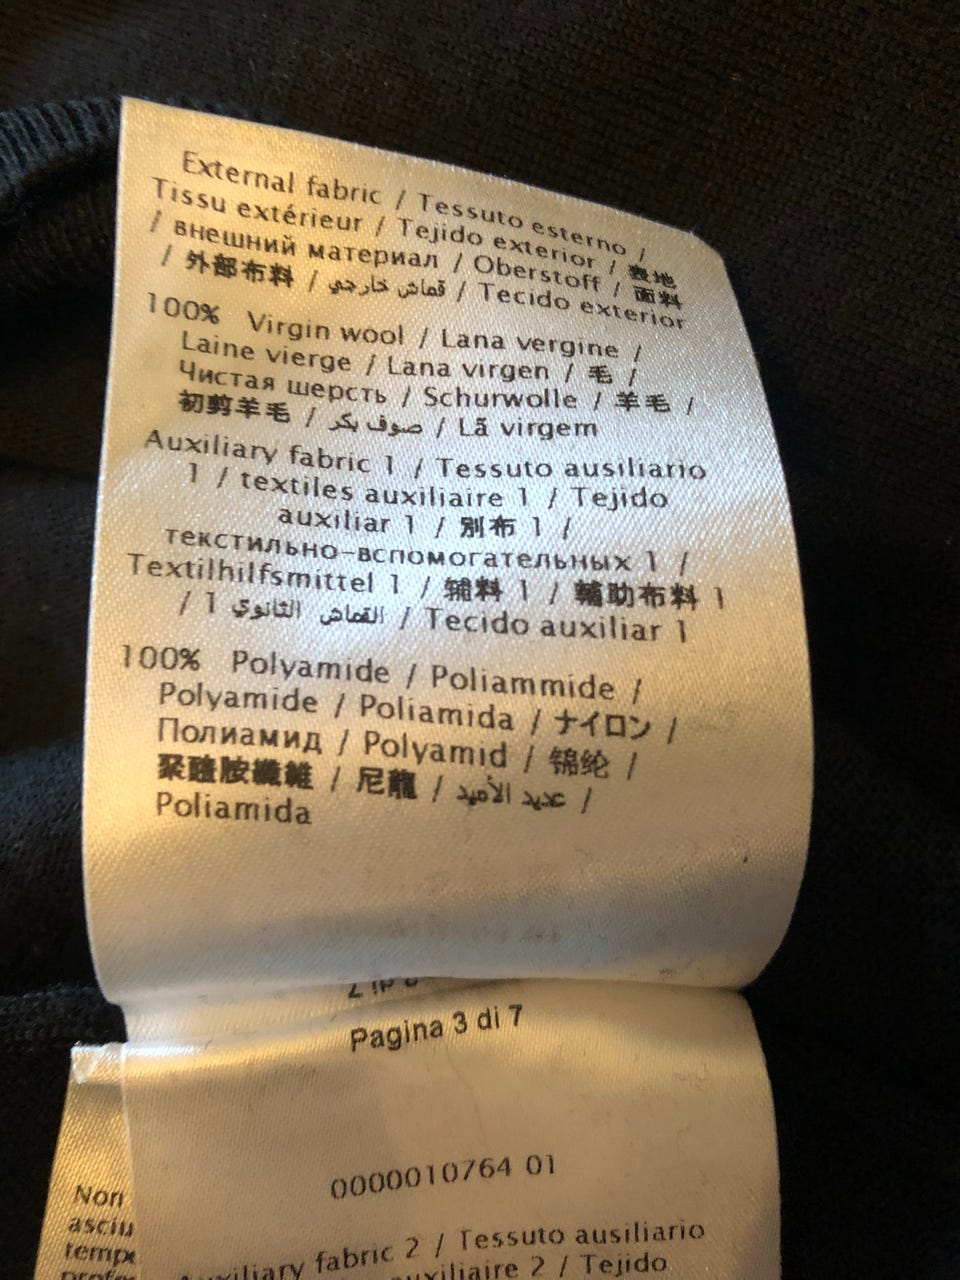 External fabric / Tessuto esterno /
Tissu extérieur / Tejido exterior / 表地
/ внешний материал / Oberstoff / 面料
/ 外部布料 / قماش خارجي / Tecido exterior
100% Virgin wool / Lana vergine /
Laine vierge / Lana virgen / 毛 /
Чистая шерсть / Schurwolle / 羊毛 /
初剪羊毛 / صوف بكر / Lã virgem
Auxiliary fabric 1 / Tessuto ausiliario
1 / textiles auxiliaire 1 / Tejido
auxiliar 1 / 別布 1 /
текстильно-вспомогательных 1 /
Textilhilfsmittel 1 / 辅料 1 / 輔助布料 1
/ القماش الثانوي 1 / Tecido auxiliar 1
100% Polyamide / Poliammide /
Polyamide / Poliamida / ナイロン /
Полиамид / Polyamid / 锦纶 /
聚醯胺纖維 / 尼龍 / عديد الأميد /
Poliamida
Pagina 3 di 7
0000010764 01
Non
asciu
tempe
Auxiliary fabric 2 / Tessuto ausiliario
auxiliaire 2 / Tejido